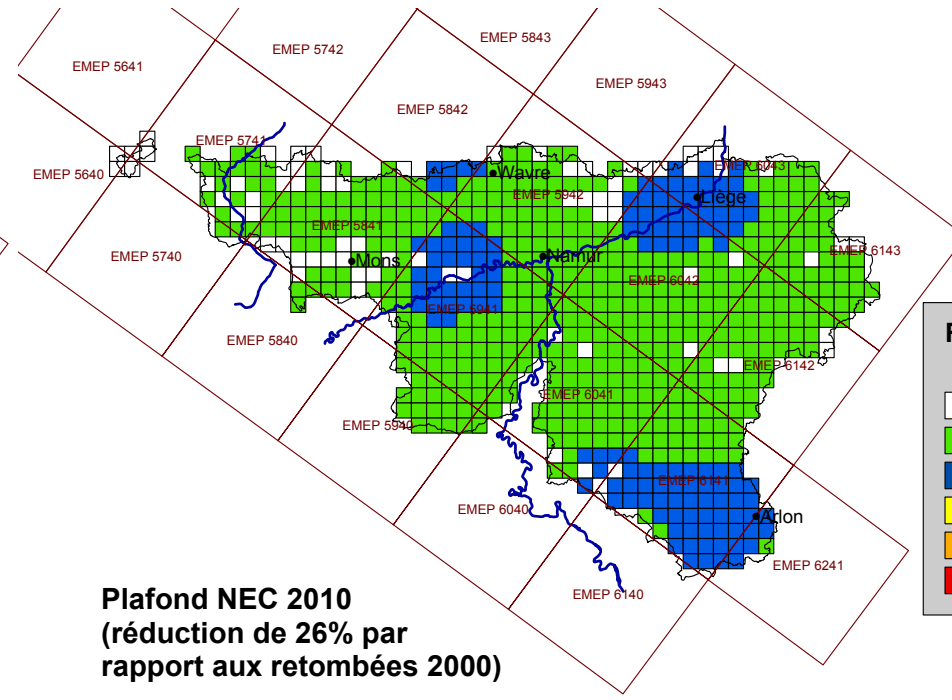 EMEP 5843
EMEP 5742
EMEP 5641
EMEP 5943
EMEP 5842
EMEP 5741
EMEP 6043
EMEP 5640
Wavre
EMEP 5942
Liège
EMEP 5841
EMEP 6143
Namur
EMEP 5740
Mons
EMEP 6042
EMEP 5941
EMEP 5840
EMEP 6142
EMEP 6041
EMEP 5940
EMEP 6141
EMEP 6040
Arlon
EMEP 6241
EMEP 6140
Plafond NEC 2010
(réduction de 26% par
rapport aux retombées 2000)